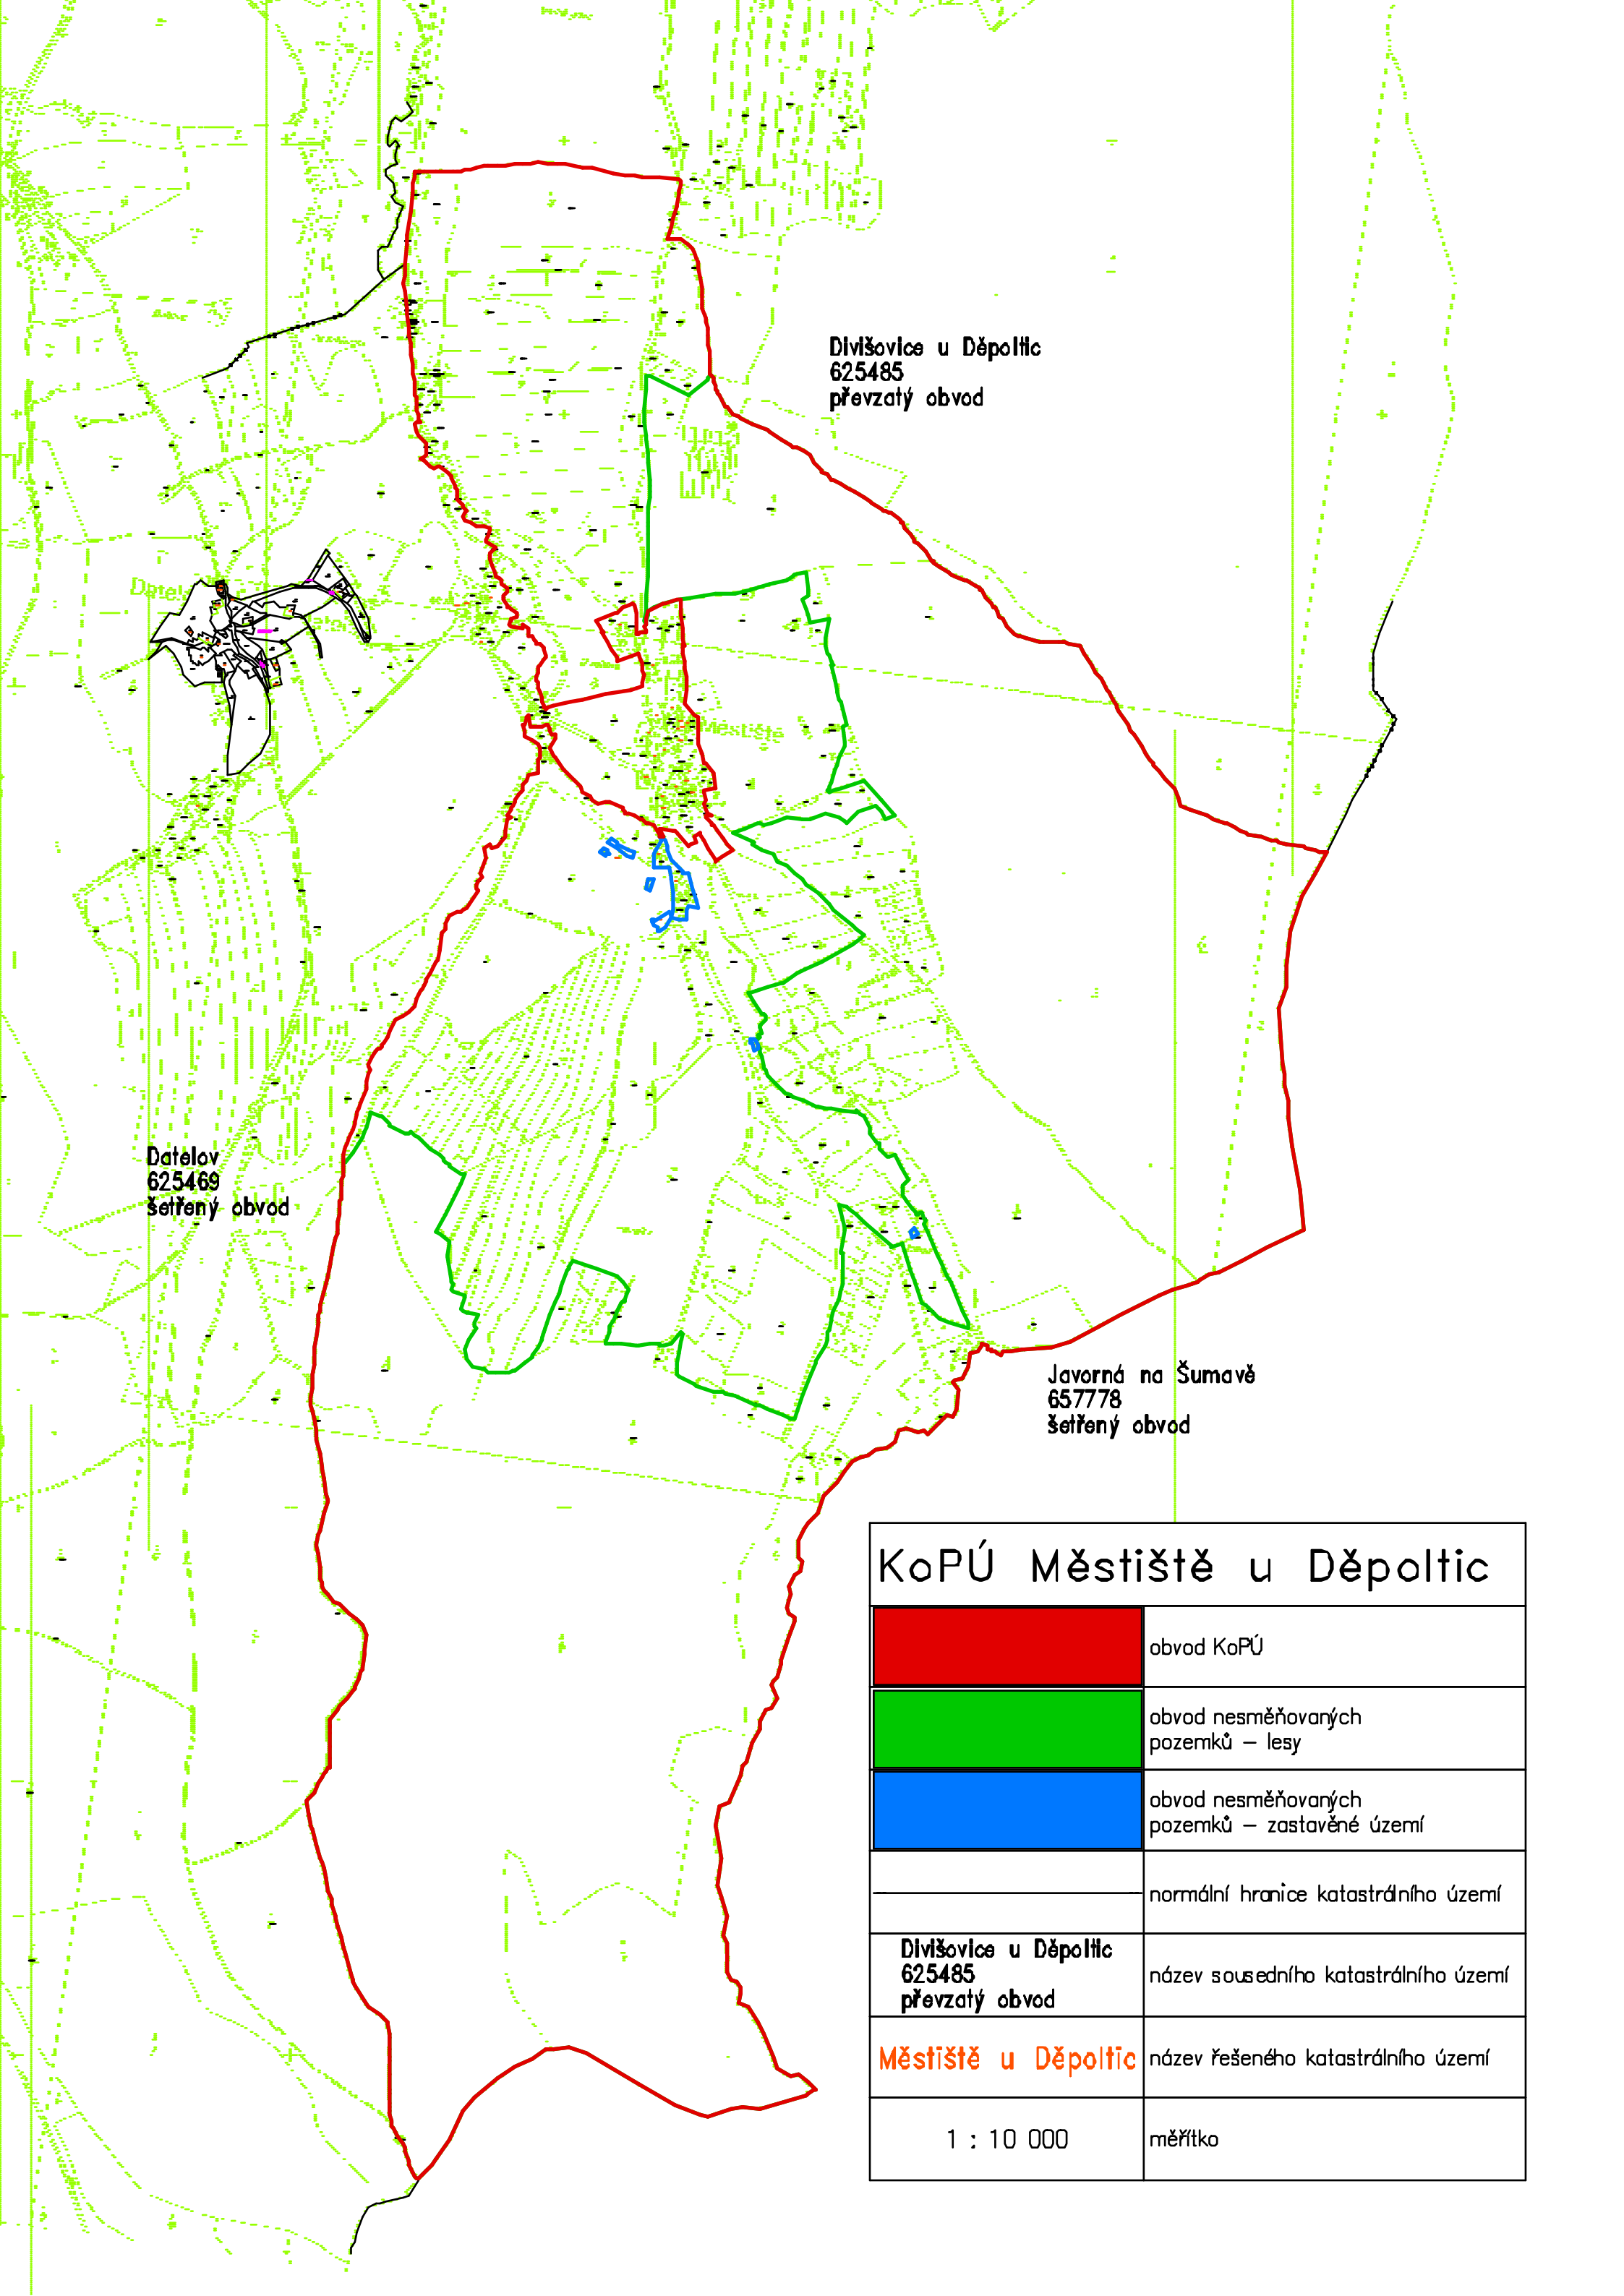 Divišovice u Děpoltic
625485
převzatý obvod
Datelov
625469
šetřený obvod
Javorná na Šumavě
657778
šetřený obvod
KoPÚ Městiště u Děpoltic
obvod KoPÚ
obvod nesměňovaných
pozemků – lesy
obvod nesměňovaných
pozemků – zastavěné území
normální hranice katastrálního území
Divišovice u Děpoltic
625485
převzatý obvod
název sousedního katastrálního území
Městiště u Děpoltic
název řešeného katastrálního území
1 : 10 000
měřítko